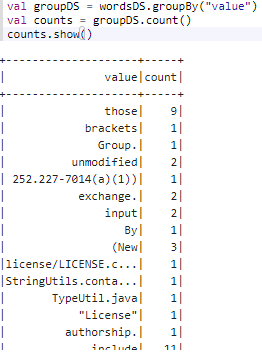 val groupDS = wordsDS.groupBy("value")
val counts = groupDS.count()
counts.show()
+--------------------+-----+
| value|count|
+--------------------+-----+
| those| 9|
| brackets| 1|
| Group.| 1|
| unmodified| 2|
| 252.227-7014(a)(1))| 1|
| exchange.| 2|
| input| 2|
| By| 1|
| (New| 3|
|license/LICENSE.c...| 1|
|StringUtils.conta...| 1|
| TypeUtil.java| 1|
| "License"| 1|
| authorship.| 1|
| include| 11|